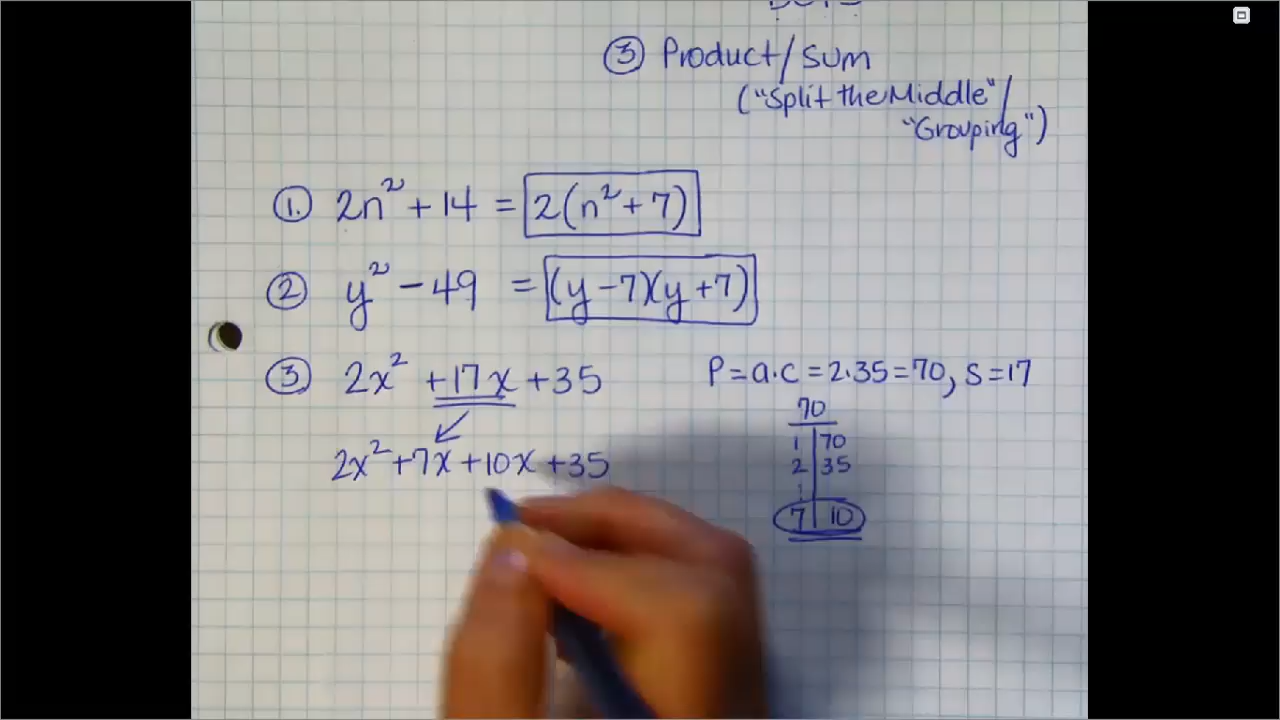 ③ Product/Sum
("Split the Middle"/
"Grouping")
①. 2n² + 14 = 2(n² + 7)
② y² - 49 = (y - 7)(y + 7)
③. 2x² + 17x + 35 P = a·c = 2·35 = 70, S = 17
70
1 | 70
2x² + 7x + 10x + 35 2 | 35
7 | 10